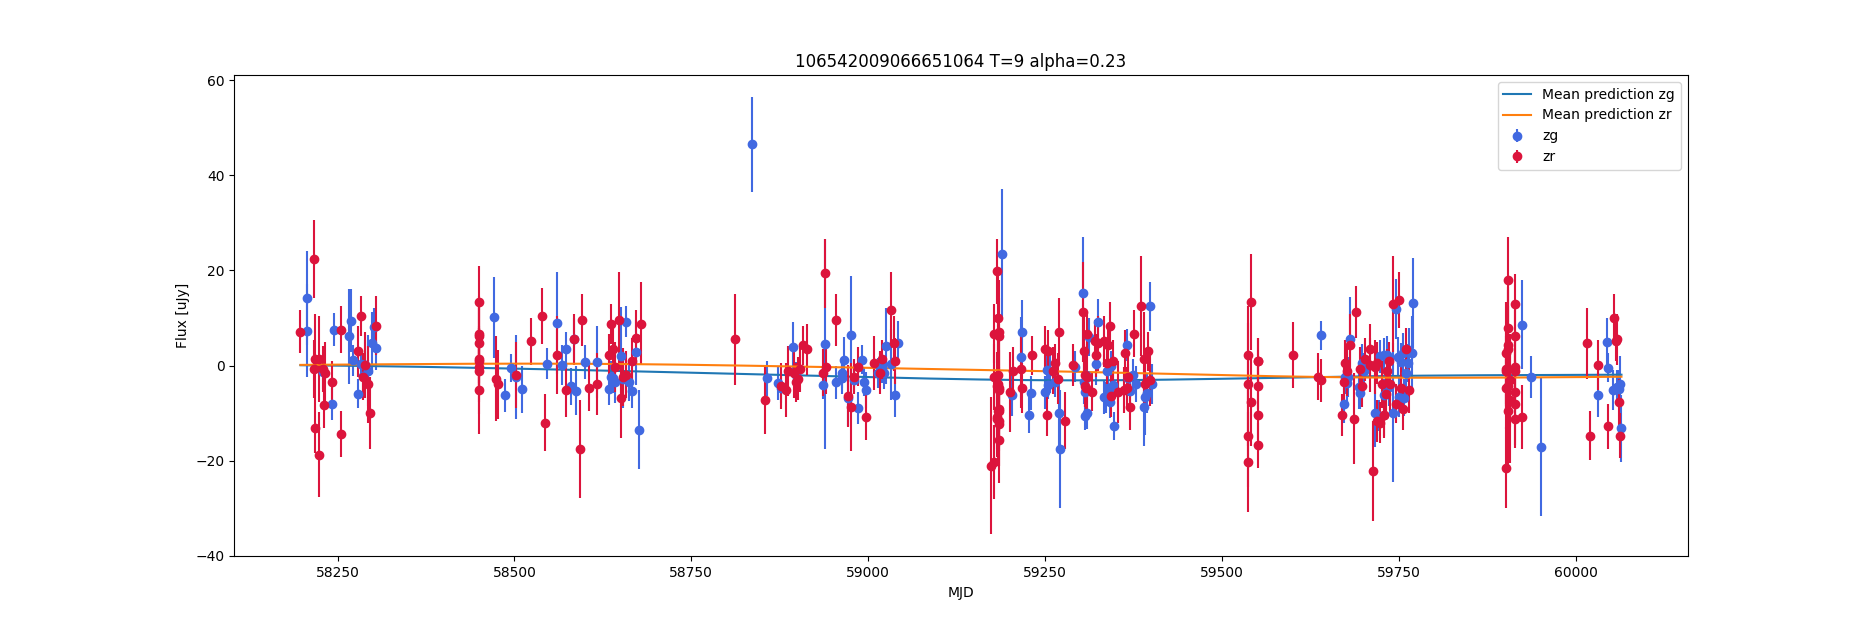 106542009066651064 T=9 alpha=0.23
60
40
20
0
−20
−40
Flux [uJy]
58250
58500
58750
59000
59250
59500
59750
60000
MJD
Mean prediction zg
Mean prediction zr
zg
zr